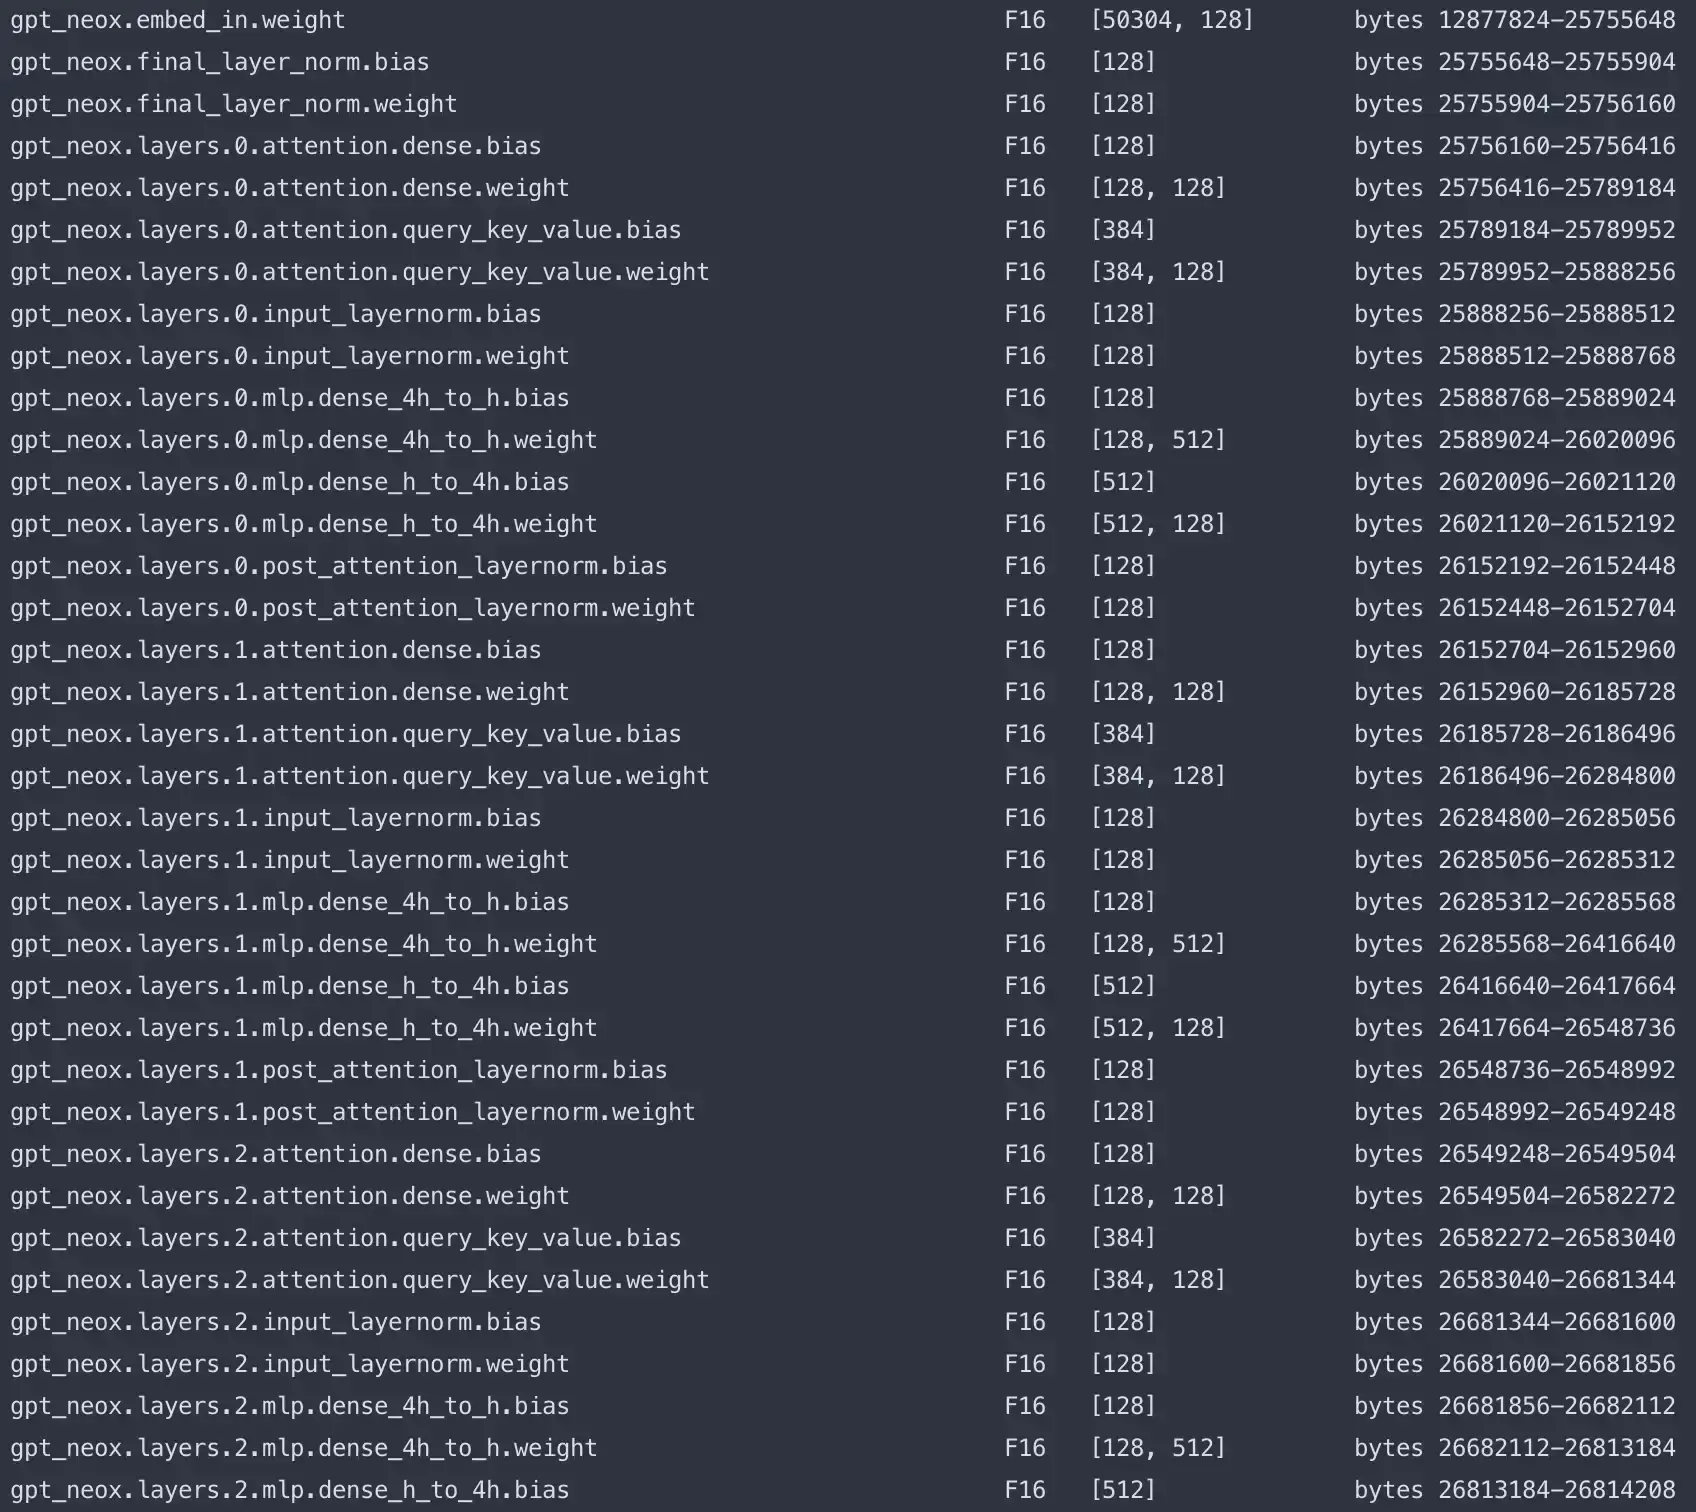 gpt_neox.embed_in.weight F16 [50304, 128] bytes 12877824–25755648
gpt_neox.final_layer_norm.bias F16 [128] bytes 25755648–25755904
gpt_neox.final_layer_norm.weight F16 [128] bytes 25755904–25756160
gpt_neox.layers.0.attention.dense.bias F16 [128] bytes 25756160–25756416
gpt_neox.layers.0.attention.dense.weight F16 [128, 128] bytes 25756416–25789184
gpt_neox.layers.0.attention.query_key_value.bias F16 [384] bytes 25789184–25789952
gpt_neox.layers.0.attention.query_key_value.weight F16 [384, 128] bytes 25789952–25888256
gpt_neox.layers.0.input_layernorm.bias F16 [128] bytes 25888256–25888512
gpt_neox.layers.0.input_layernorm.weight F16 [128] bytes 25888512–25888768
gpt_neox.layers.0.mlp.dense_4h_to_h.bias F16 [128] bytes 25888768–25889024
gpt_neox.layers.0.mlp.dense_4h_to_h.weight F16 [128, 512] bytes 25889024–26020096
gpt_neox.layers.0.mlp.dense_h_to_4h.bias F16 [512] bytes 26020096–26021120
gpt_neox.layers.0.mlp.dense_h_to_4h.weight F16 [512, 128] bytes 26021120–26152192
gpt_neox.layers.0.post_attention_layernorm.bias F16 [128] bytes 26152192–26152448
gpt_neox.layers.0.post_attention_layernorm.weight F16 [128] bytes 26152448–26152704
gpt_neox.layers.1.attention.dense.bias F16 [128] bytes 26152704–26152960
gpt_neox.layers.1.attention.dense.weight F16 [128, 128] bytes 26152960–26185728
gpt_neox.layers.1.attention.query_key_value.bias F16 [384] bytes 26185728–26186496
gpt_neox.layers.1.attention.query_key_value.weight F16 [384, 128] bytes 26186496–26284800
gpt_neox.layers.1.input_layernorm.bias F16 [128] bytes 26284800–26285056
gpt_neox.layers.1.input_layernorm.weight F16 [128] bytes 26285056–26285312
gpt_neox.layers.1.mlp.dense_4h_to_h.bias F16 [128] bytes 26285312–26285568
gpt_neox.layers.1.mlp.dense_4h_to_h.weight F16 [128, 512] bytes 26285568–26416640
gpt_neox.layers.1.mlp.dense_h_to_4h.bias F16 [512] bytes 26416640–26417664
gpt_neox.layers.1.mlp.dense_h_to_4h.weight F16 [512, 128] bytes 26417664–26548736
gpt_neox.layers.1.post_attention_layernorm.bias F16 [128] bytes 26548736–26548992
gpt_neox.layers.1.post_attention_layernorm.weight F16 [128] bytes 26548992–26549248
gpt_neox.layers.2.attention.dense.bias F16 [128] bytes 26549248–26549504
gpt_neox.layers.2.attention.dense.weight F16 [128, 128] bytes 26549504–26582272
gpt_neox.layers.2.attention.query_key_value.bias F16 [384] bytes 26582272–26583040
gpt_neox.layers.2.attention.query_key_value.weight F16 [384, 128] bytes 26583040–26681344
gpt_neox.layers.2.input_layernorm.bias F16 [128] bytes 26681344–26681600
gpt_neox.layers.2.input_layernorm.weight F16 [128] bytes 26681600–26681856
gpt_neox.layers.2.mlp.dense_4h_to_h.bias F16 [128] bytes 26681856–26682112
gpt_neox.layers.2.mlp.dense_4h_to_h.weight F16 [128, 512] bytes 26682112–26813184
gpt_neox.layers.2.mlp.dense_h_to_4h.bias F16 [512] bytes 26813184–26814208